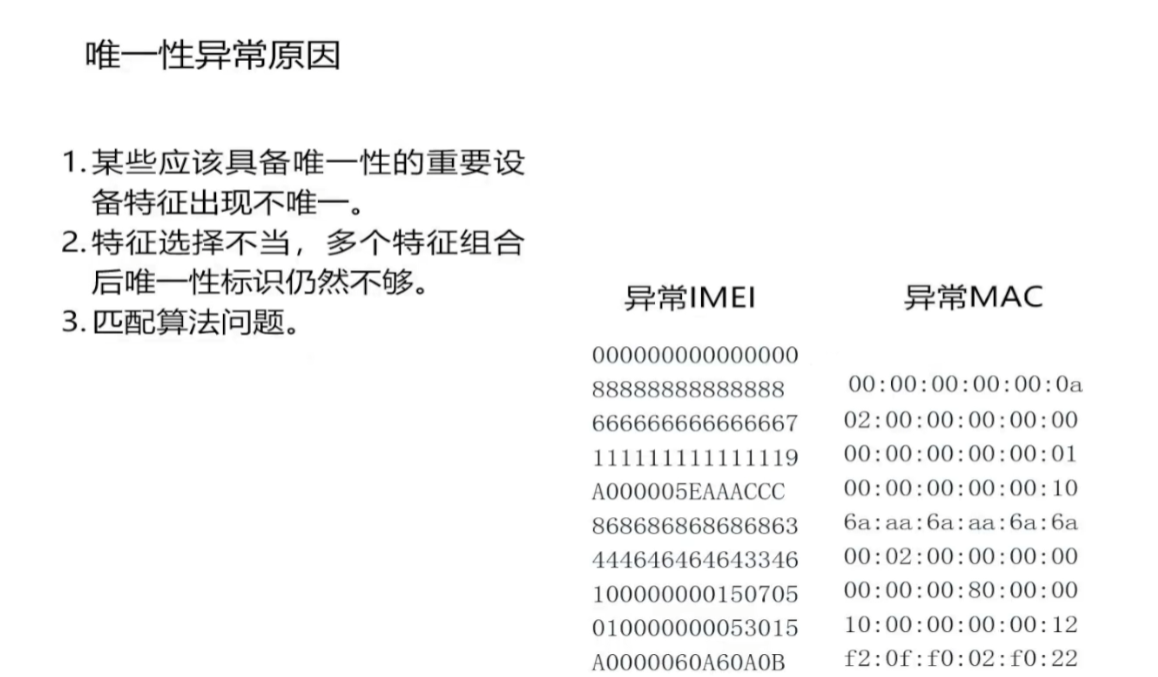 唯一性异常原因
1.某些应该具备唯一性的重要设
备特征出现不唯一。
2.特征选择不当，多个特征组合
后唯一性标识仍然不够。
3.匹配算法问题。
异常IMEI
000000000000000
88888888888888
666666666666667
111111111111119
A000005EAAACCC
868686868686863
444646464643346
100000000150705
010000000053015
A0000060A60A0B
异常MAC
00:00:00:00:00:0a
02:00:00:00:00:00
00:00:00:00:00:01
00:00:00:00:00:10
6a:aa:6a:aa:6a:6a
00:02:00:00:00:00
00:00:00:80:00:00
10:00:00:00:00:12
f2:0f:f0:02:f0:22